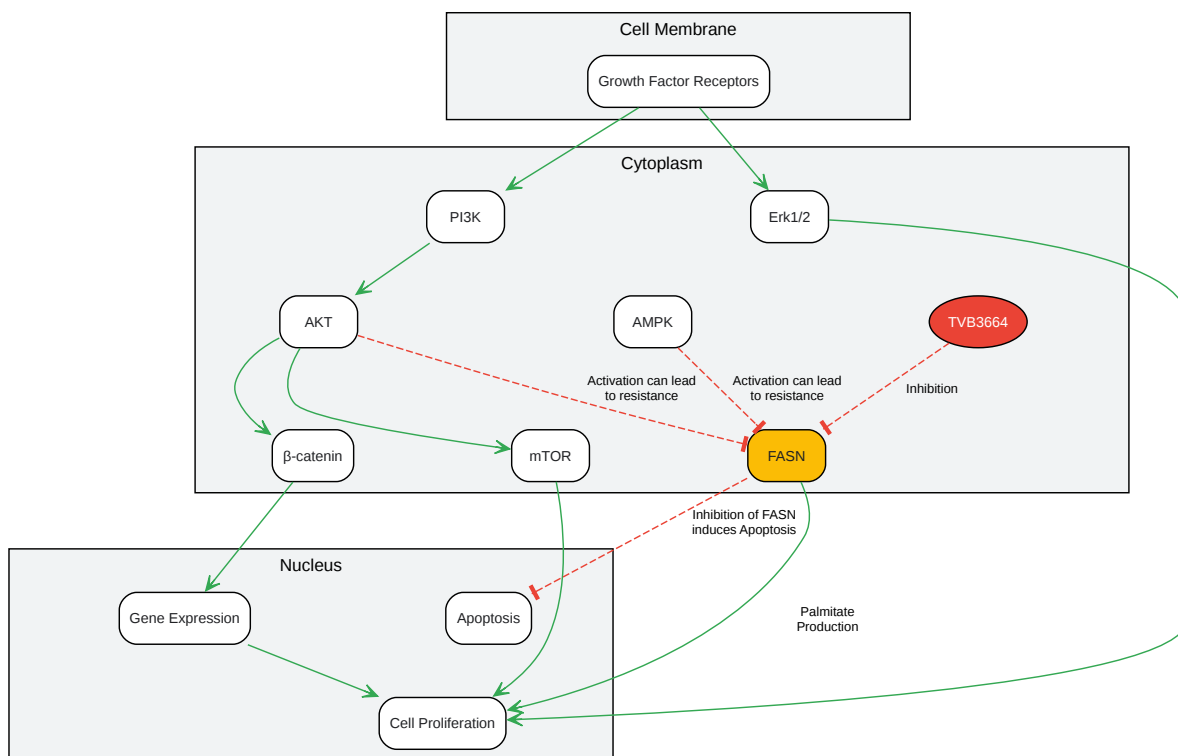 Cell Membrane
Growth Factor Receptors
Cytoplasm
PI3K
Erk1/2
AKT
AMPK
TVB3664
Activation can lead
to resistance
Activation can lead
to resistance
Inhibition
β-catenin
mTOR
FASN
Inhibition of FASN
induces Apoptosis
Nucleus
Gene Expression
Apoptosis
Palmitate
Production
Cell Proliferation